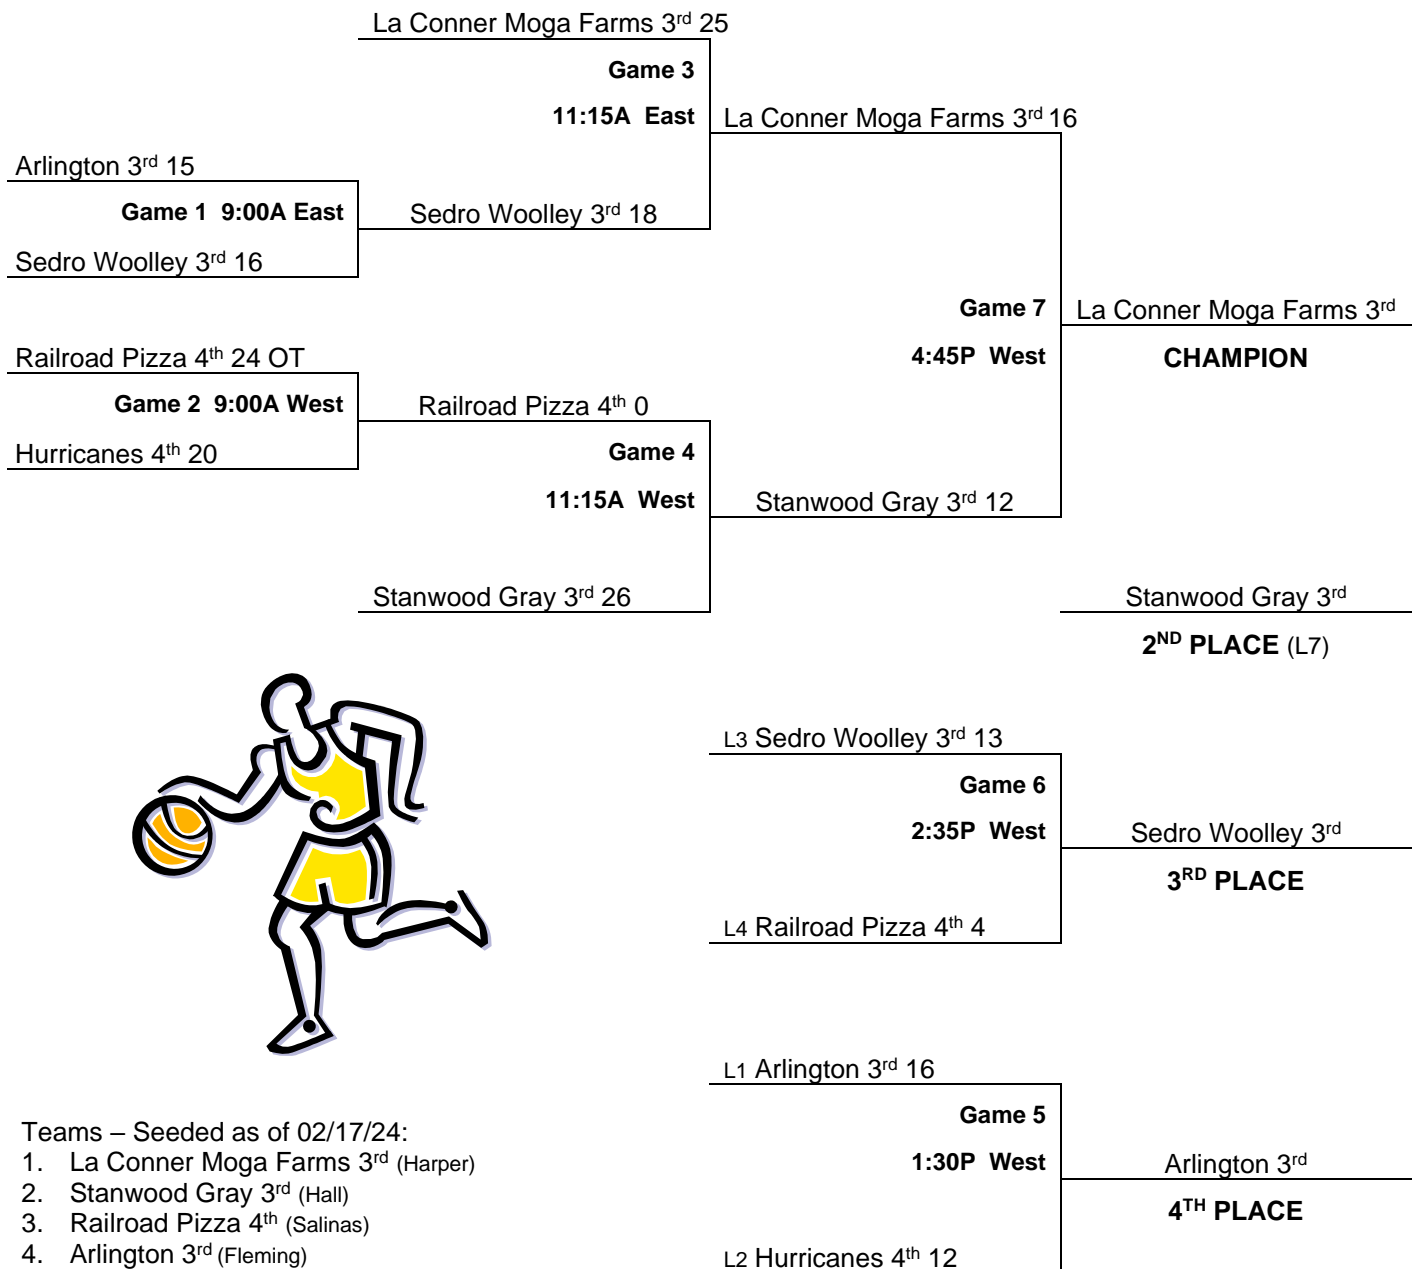 La Conner Moga Farms 3rd 25
Game 3
11:15A East
La Conner Moga Farms 3rd 16
Arlington 3rd 15
Game 1 9:00A East
Sedro Woolley 3rd 18
Sedro Woolley 3rd 16
Game 7
La Conner Moga Farms 3rd
4:45P West
CHAMPION
Railroad Pizza 4th 24 OT
Game 2 9:00A West
Railroad Pizza 4th 0
Hurricanes 4th 20
Game 4
11:15A West
Stanwood Gray 3rd 12
Stanwood Gray 3rd 26
Stanwood Gray 3rd
2ND PLACE (L7)
L3 Sedro Woolley 3rd 13
Game 6
2:35P West
Sedro Woolley 3rd
3RD PLACE
L4 Railroad Pizza 4th 4
L1 Arlington 3rd 16
Game 5
1:30P West
Arlington 3rd
4TH PLACE
L2 Hurricanes 4th 12
Teams – Seeded as of 02/17/24:
1. La Conner Moga Farms 3rd (Harper)
2. Stanwood Gray 3rd (Hall)
3. Railroad Pizza 4th (Salinas)
4. Arlington 3rd (Fleming)